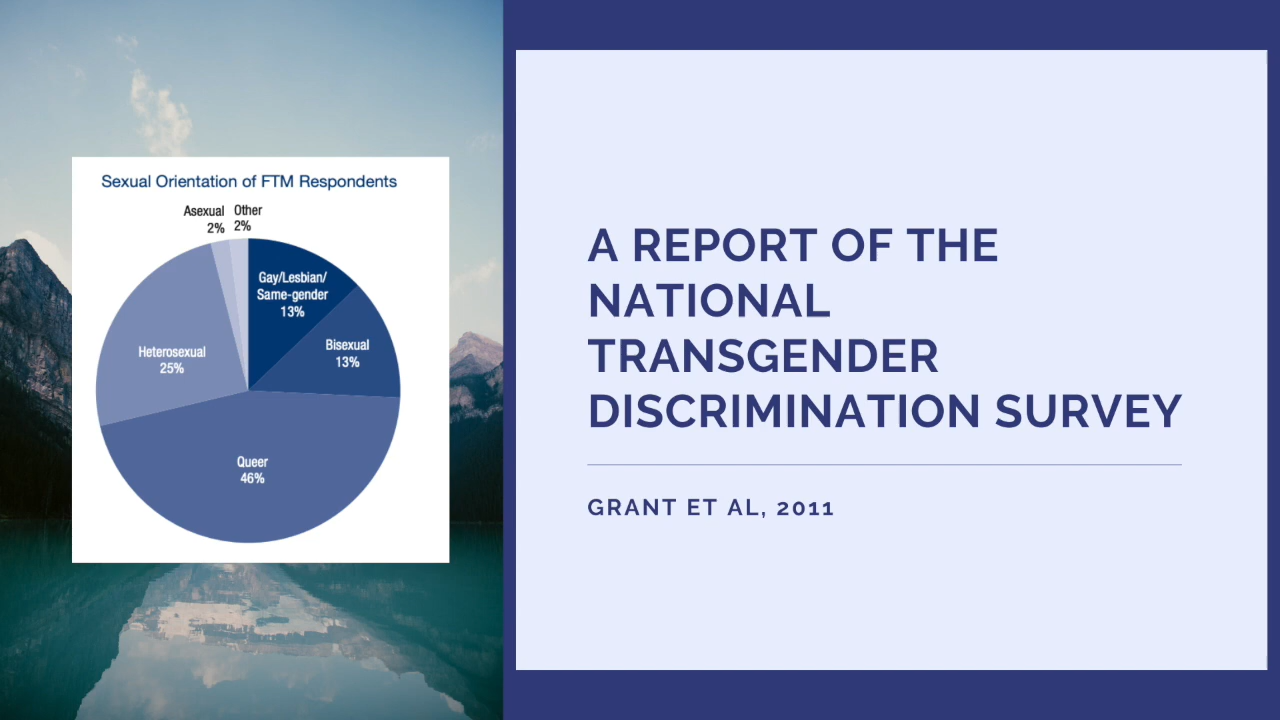 Sexual Orientation of FTM Respondents
Asexual
2%
Other
2%
Gay/Lesbian/
Same-gender
13%
Bisexual
13%
Heterosexual
25%
Queer
46%
A REPORT OF THE
NATIONAL
TRANSGENDER
DISCRIMINATION SURVEY
GRANT ET AL, 2011